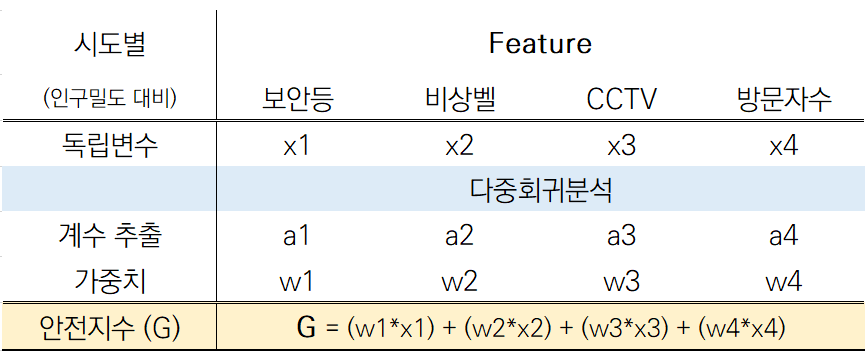 시도별 Feature
(인구밀도 대비) 보안등 비상벨 CCTV 방문자수
독립변수 x1 x2 x3 x4
다중회귀분석
계수 추출 a1 a2 a3 a4
가중치 w1 w2 w3 w4
안전지수 (G) G = (w1*x1) + (w2*x2) + (w3*x3) + (w4*x4)